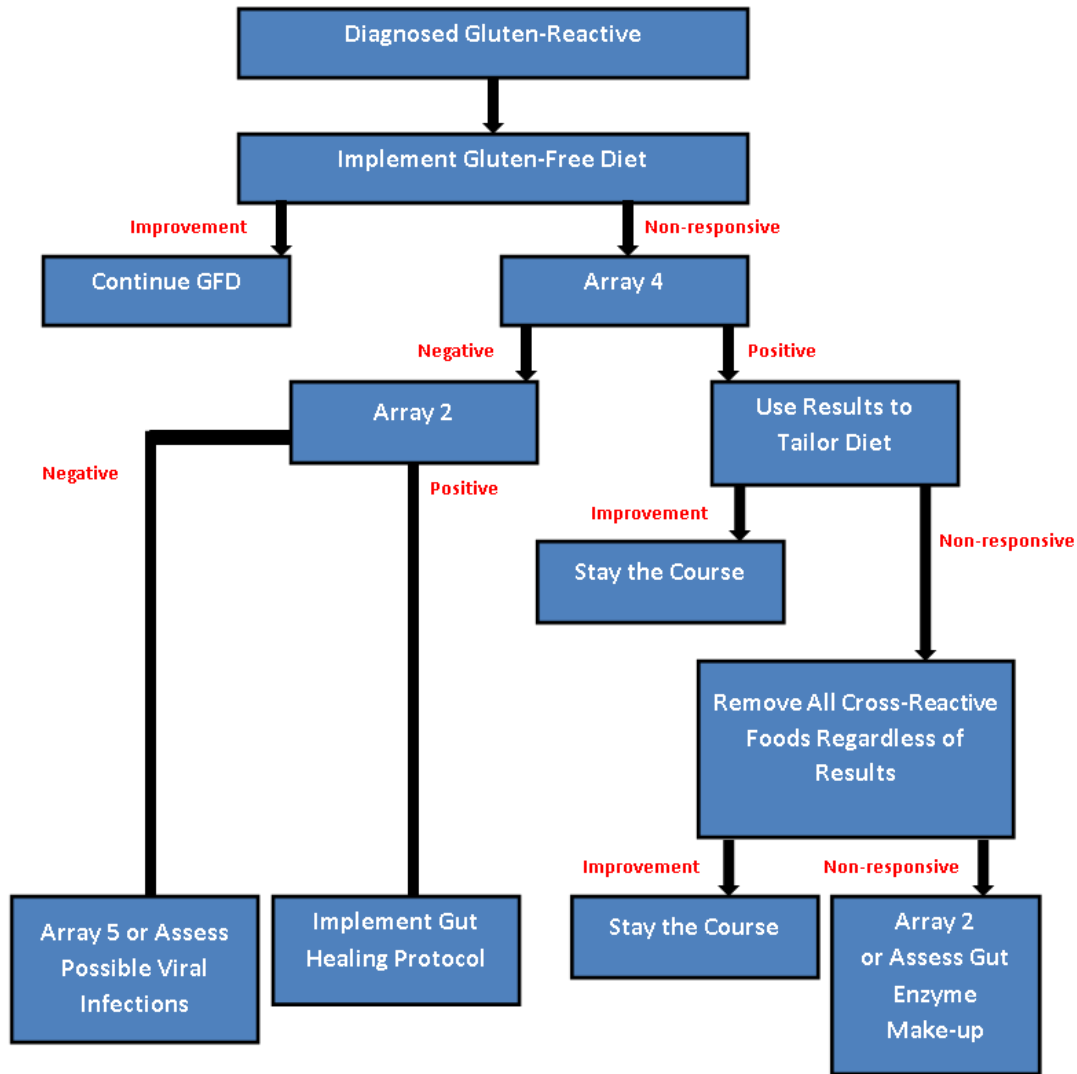 Diagnosed Gluten-Reactive
Implement Gluten-Free Diet
Improvement
Non-responsive
Continue GFD
Array 4
Negative
Positive
Array 2
Use Results to
Tailor Diet
Negative
Positive
Improvement
Non-responsive
Stay the Course
Remove All Cross-Reactive
Foods Regardless of
Results
Improvement
Non-responsive
Array 5 or Assess
Possible Viral
Infections
Implement Gut
Healing Protocol
Stay the Course
Array 2
or Assess Gut
Enzyme
Make-up